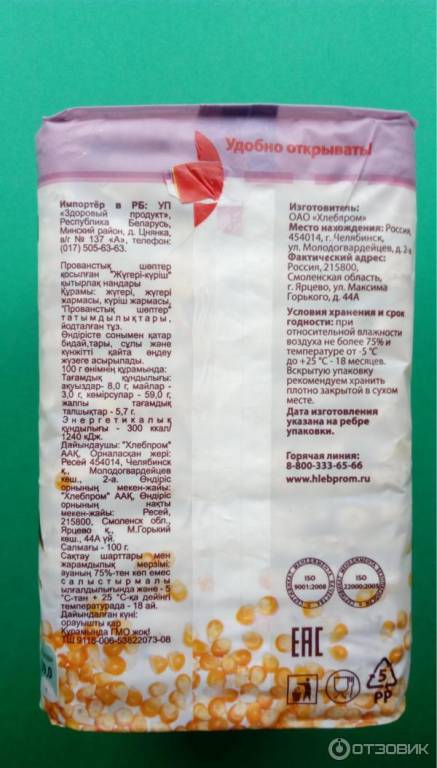 Удобно открывать!
Импортёр в РБ: УП
«Здоровый продукт»,
Республика Беларусь,
Минский район, д. Цнянка,
в/г № 137 «А», телефон:
(017) 505-63-63.
Прованстық шөптер
қосылған "Жүгері-күріш"
қытырлақ нандары
Құрамы: жүгері, жүгері
жармасы, күріш жармасы,
"Прованстық шөптер"
татымдылықтары,
йодталған тұз.
Өндірісте сонымен қатар
бидай,тары, сұлы және
күнжітті қайта өңдеу
жүзеге асырылады.
100 г өнімнің құрамында:
Тағамдық құндылығы:
ақуыздар- 8,0 г, майлар -
3,0 г, көмірсулар - 59,0 г,
жалпы тағамдық
талшықтар - 5,7 г.
Энергетикалық
құндылығы - 300 ккал/
1240 кДж.
Дайындаушы: "Хлебпром"
ААҚ. Орналасқан жері:
Ресей 454014, Челябинск
қ., Молодогвардейцев
көш., 2-а. Өндіріс
орнының мекен-жайы:
"Хлебпром" ААҚ. Өндіріс
орнының нақты
мекен-жайы: Ресей,
215800, Смоленск обл.,
Ярцево қ., М.Горький
көш., 44А үй.
Салмағы - 100 г.
Сақтау шарттары мен
жарамдылық мерзімі:
ауаның 75%-тен көп емес
салыстырмалы
ылғалдылығында және - 5
°С-тан + 25 °С-қа дейінгі
температурада - 18 ай.
Дайындалған күні:
орауышты қар
Құрамында ГМО жоқ!
ТШ 9118-006-53822073-08
Изготовитель:
ОАО «Хлебпром»
Место нахождения: Россия,
454014, г. Челябинск,
ул. Молодогвардейцев, д. 2-а
Фактический адрес:
Россия, 215800,
Смоленская область,
г. Ярцево, ул. Максима
Горького, д. 44А
Условия хранения и срок
годности: при
относительной влажности
воздуха не более 75% и
температуре от -5 °С
до +25 °С - 18 месяцев.
Вскрытую упаковку
рекомендуем хранить
плотно закрытой в сухом
месте.
Дата изготовления
указана на ребре
упаковки.
Горячая линия:
8-800-333-65-66
www.hlebprom.ru
ISO
9001:2008
ISO
22000:2005
EAC
5
PP
ОТЗОВИК